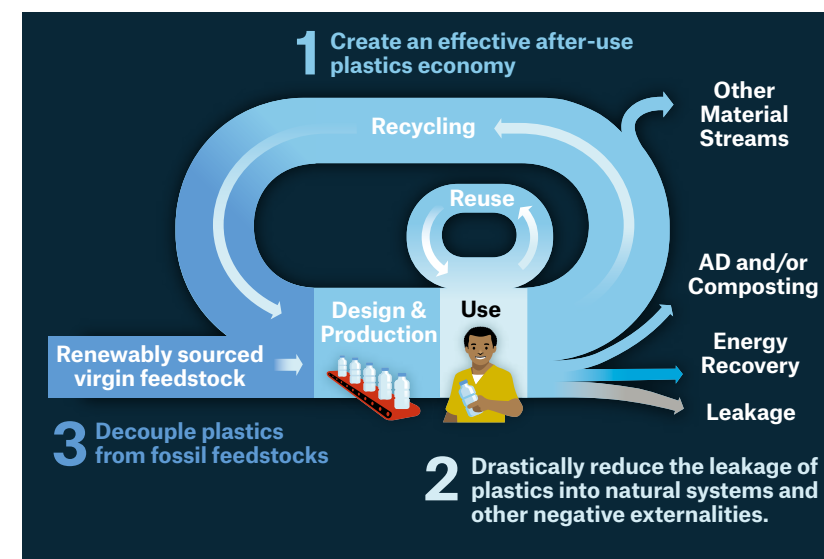 1 Create an effective after-use
plastics economy
Other
Material
Streams
Recycling
Reuse
AD and/or
Composting
Design &
Production
Use
Energy
Recovery
Renewably sourced
virgin feedstock
Leakage
3 Decouple plastics
from fossil feedstocks
2 Drastically reduce the leakage of
plastics into natural systems and
other negative externalities.